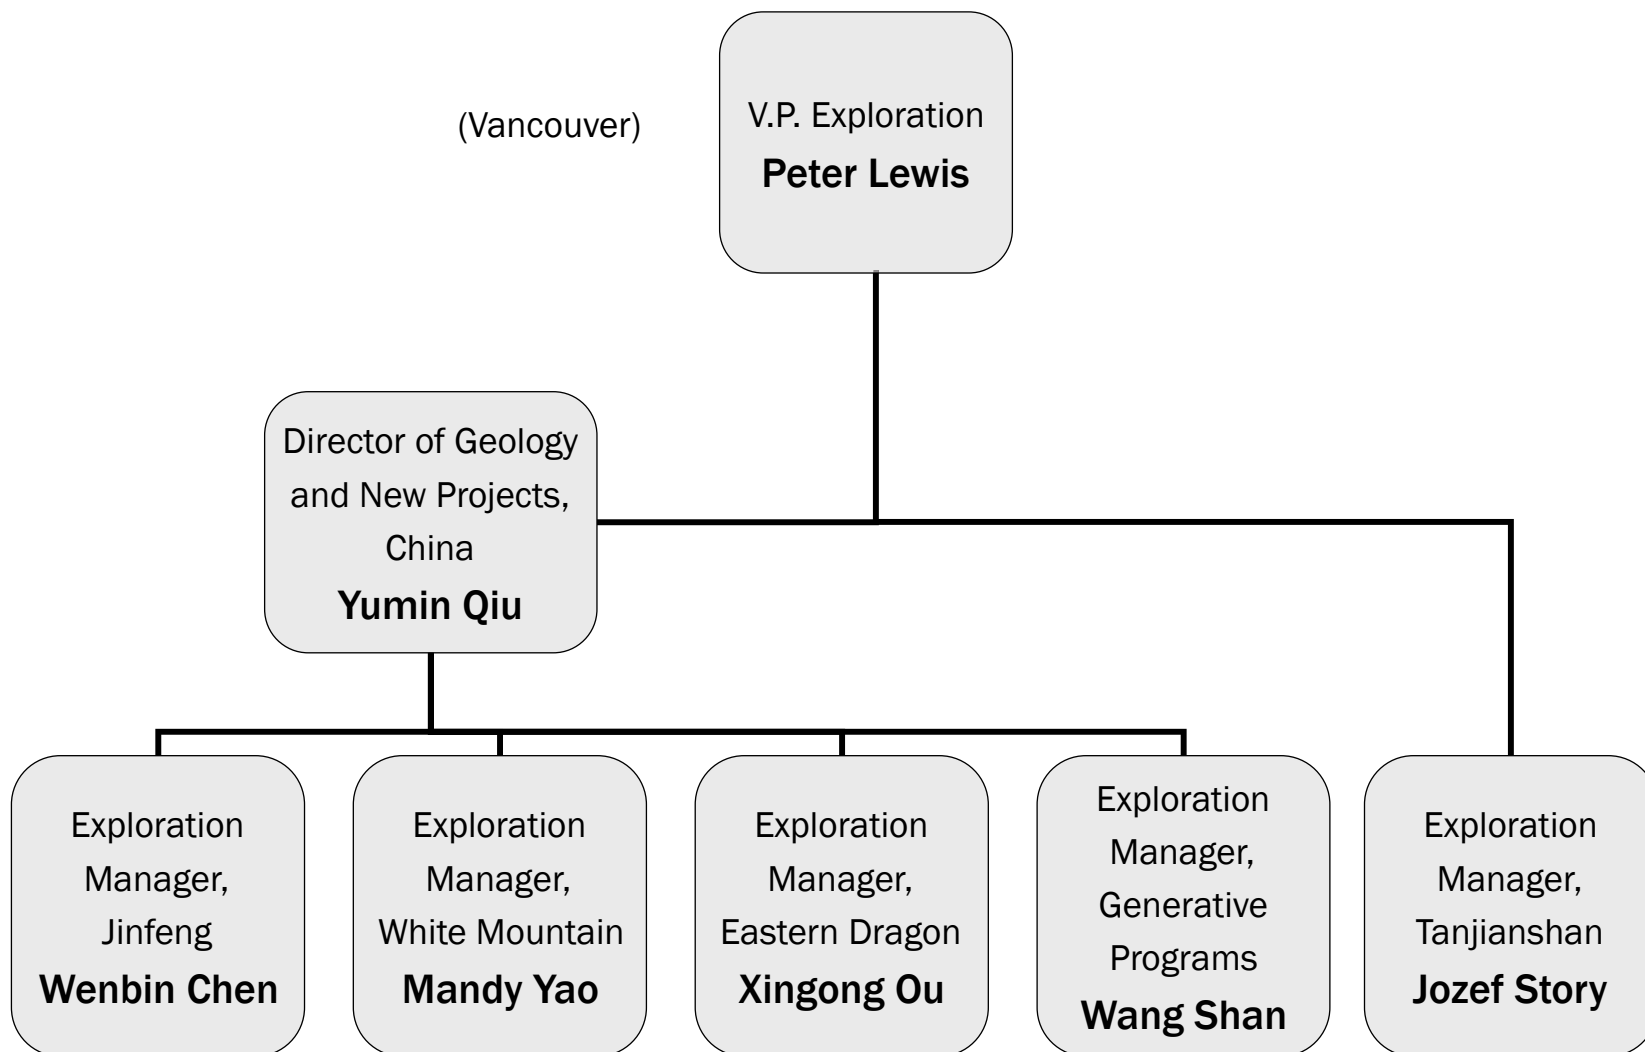 (Vancouver)
V.P. Exploration
Peter Lewis
Director of Geology
and New Projects,
China
Yumin Qiu
Exploration
Manager,
Jinfeng
Wenbin Chen
Exploration
Manager,
White Mountain
Mandy Yao
Exploration
Manager,
Eastern Dragon
Xingong Ou
Exploration
Manager,
Generative
Programs
Wang Shan
Exploration
Manager,
Tanjianshan
Jozef Story